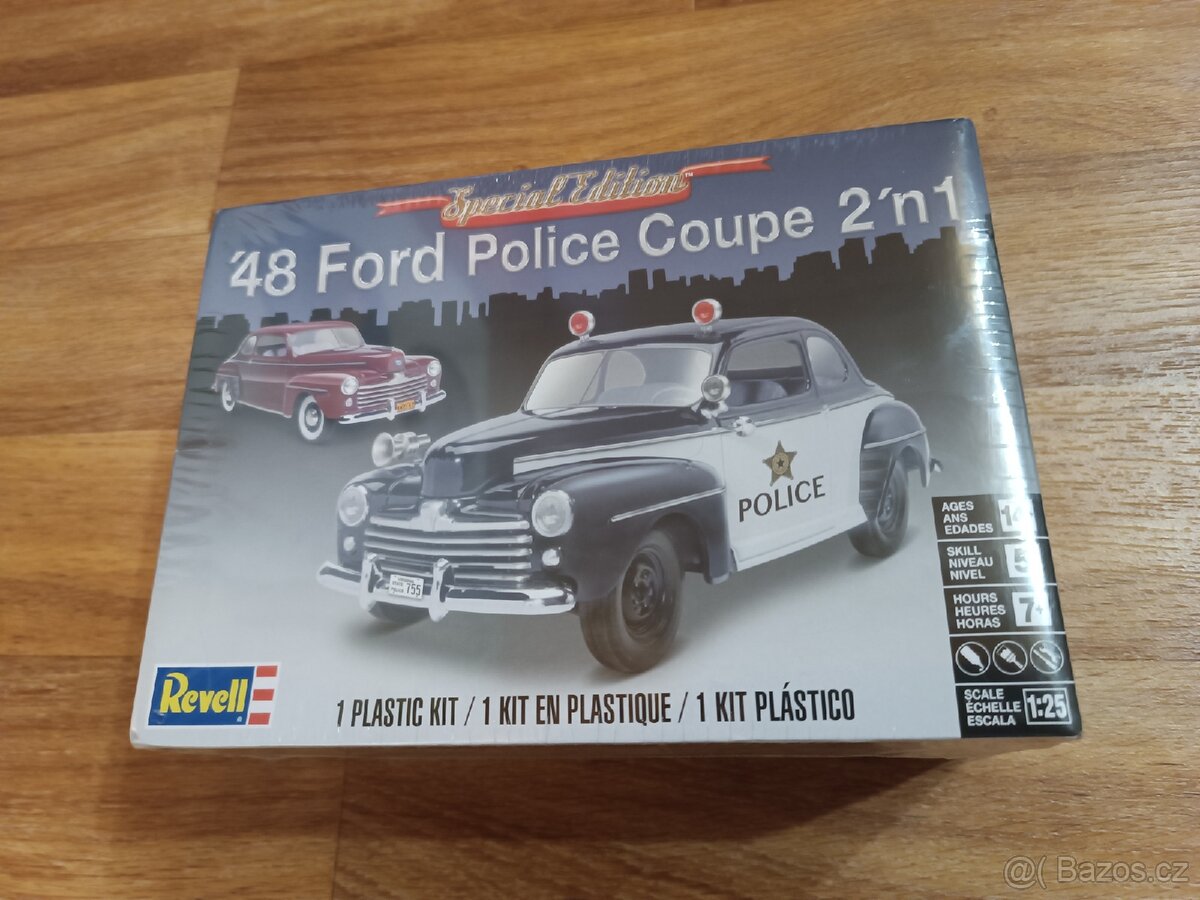 Special Edition™
'48 Ford Police Coupe 2'n1
POLICE
755
AGES
ANS
EDADES
14+
SKILL
NIVEAU
NIVEL
5
HOURS
HEURES
HORAS
7+
SCALE
ÉCHELLE
ESCALA
1:25
Revell®
1 PLASTIC KIT / 1 KIT EN PLASTIQUE / 1 KIT PLÁSTICO
@( Bazos.cz